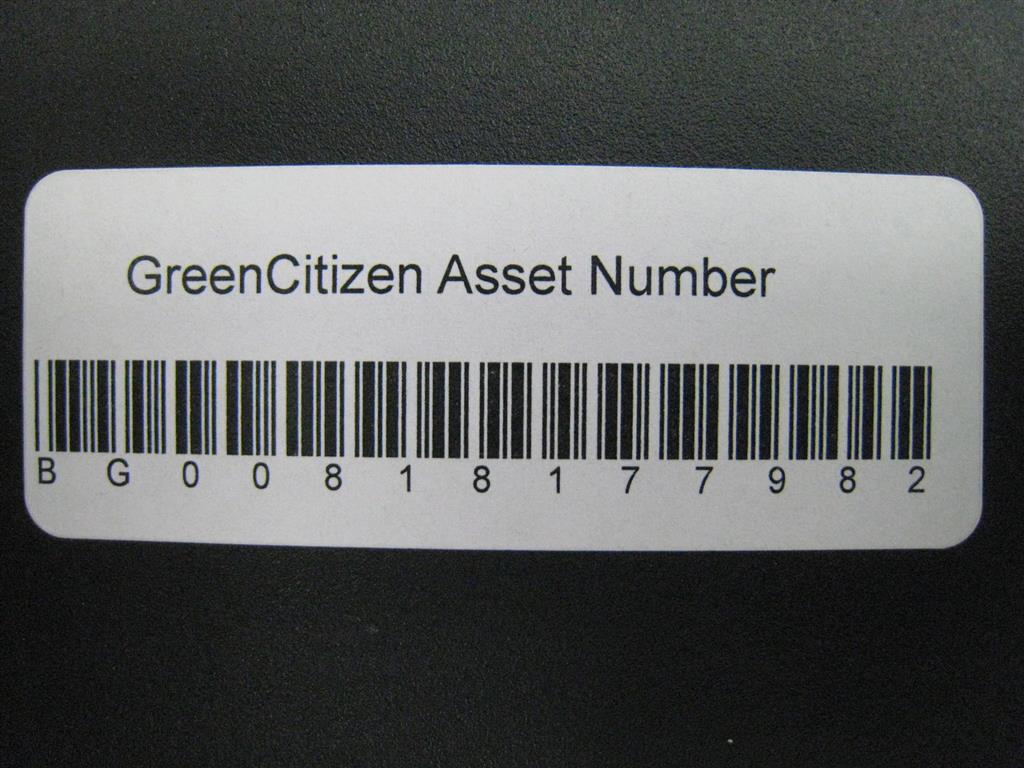 GreenCitizen Asset Number
B G 0 0 8 1 8 1 7 7 9 8 2